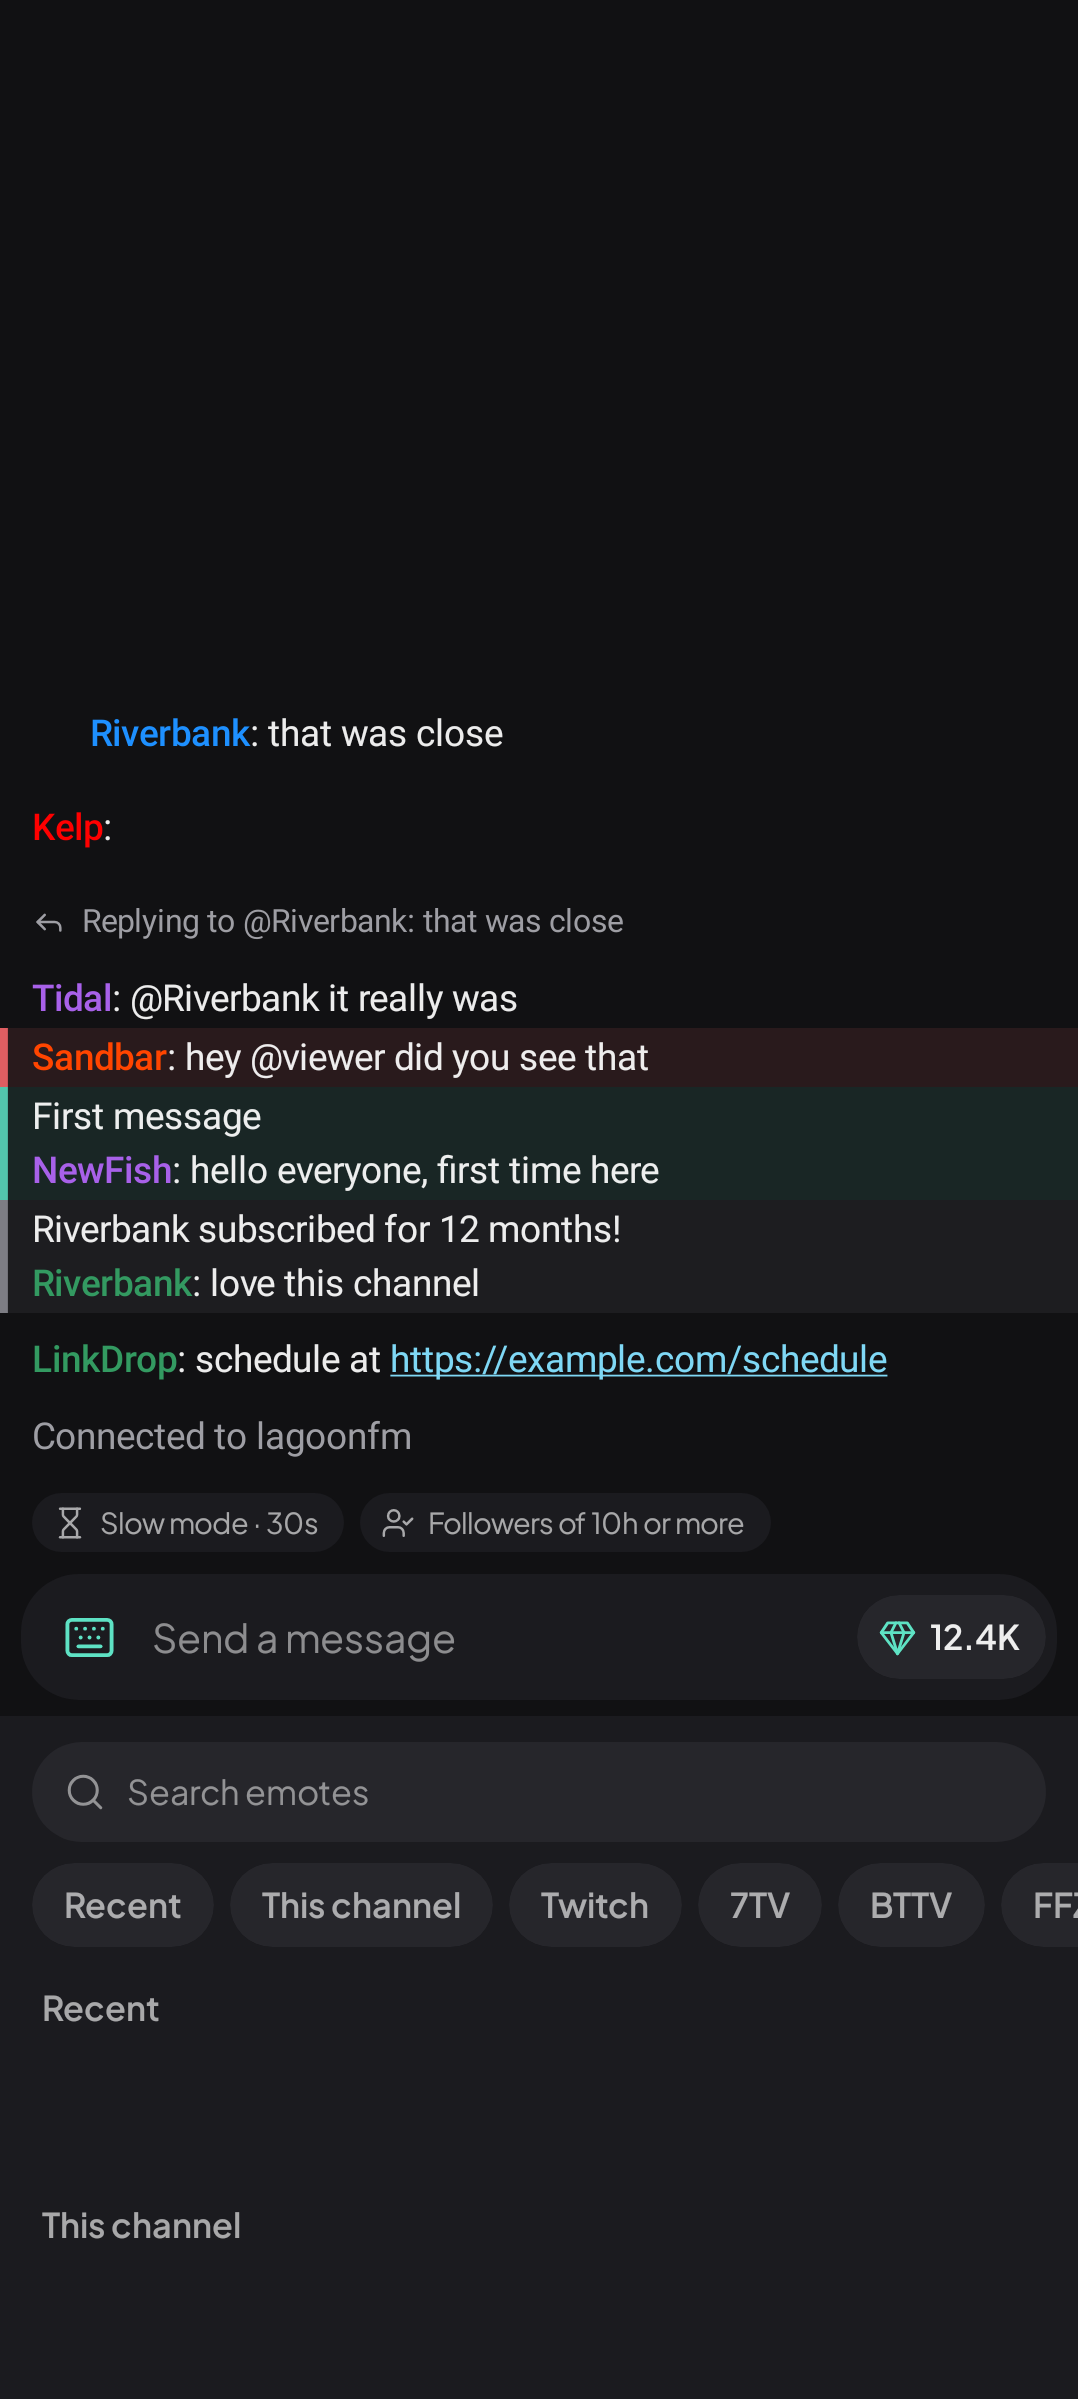 Riverbank: that was close
Kelp:
Replying to @Riverbank: that was close
Tidal: @Riverbank it really was
Sandbar: hey @viewer did you see that
First message
NewFish: hello everyone, first time here
Riverbank subscribed for 12 months!
Riverbank: love this channel
LinkDrop: schedule at https://example.com/schedule
Connected to lagoonfm
Slow mode · 30s
Followers of 10h or more
Send a message
12.4K
Search emotes
Recent
This channel
Twitch
7TV
BTTV
Recent
This channel